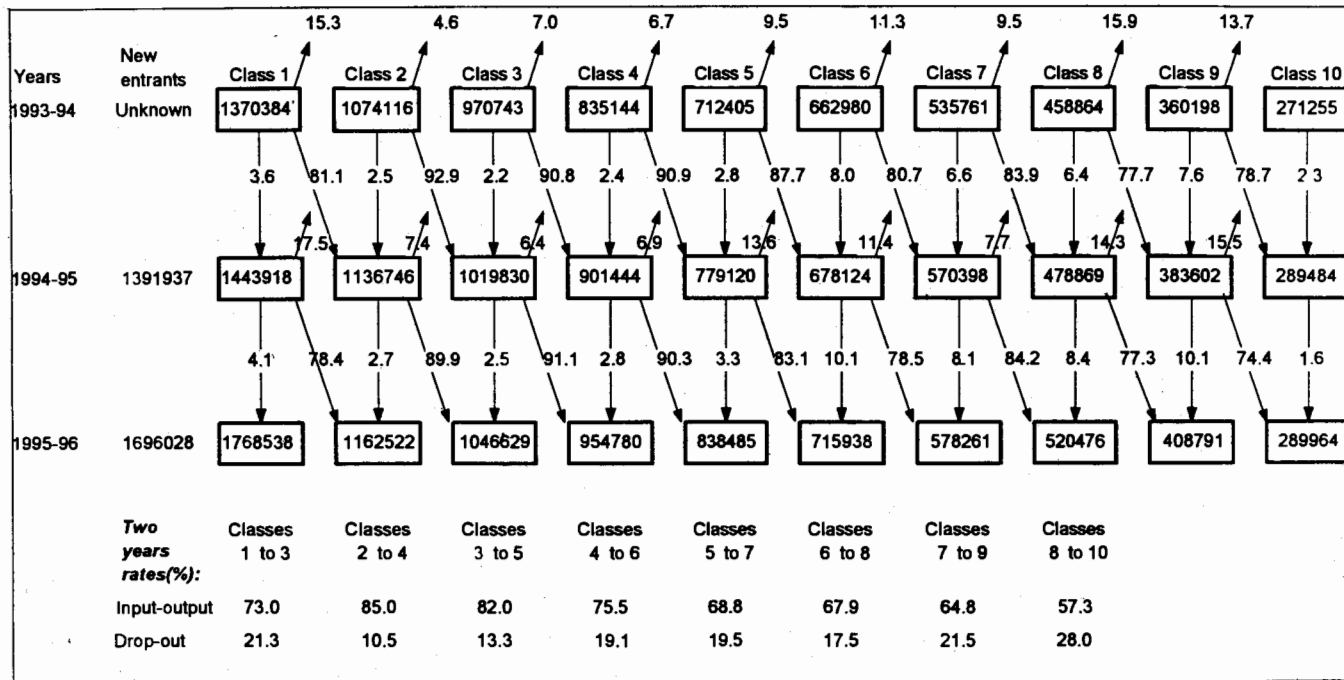 15.3 4.6 7.0 6.7 9.5 11.3 9.5 15.9 13.7
New
Years entrants Class 1 Class 2 Class 3 Class 4 Class 5 Class 6 Class 7 Class 8 Class 9 Class 10
1993-94 Unknown 1370384 1074116 970743 835144 712405 662980 535761 458864 360198 271255
3.6 81.1 2.5 92.9 2.2 90.8 2.4 90.9 2.8 87.7 8.0 80.7 6.6 83.9 6.4 77.7 7.6 78.7 2.3
17.5 7.4 6.4 6.9 13.6 11.4 7.7 14.3 15.5
1994-95 1391937 1443918 1136746 1019830 901444 779120 678124 570398 478869 383602 289484
4.1 78.4 2.7 89.9 2.5 91.1 2.8 90.3 3.3 83.1 10.1 78.5 8.1 84.2 8.4 77.3 10.1 74.4 1.6
1995-96 1696028 1768538 1162522 1046629 954780 838485 715938 578261 520476 408791 289964
Two Classes Classes Classes Classes Classes Classes Classes Classes
years 1 to 3 2 to 4 3 to 5 4 to 6 5 to 7 6 to 8 7 to 9 8 to 10
rates(%):
Input-output 73.0 85.0 82.0 75.5 68.8 67.9 64.8 57.3
Drop-out 21.3 10.5 13.3 19.1 19.5 17.5 21.5 28.0